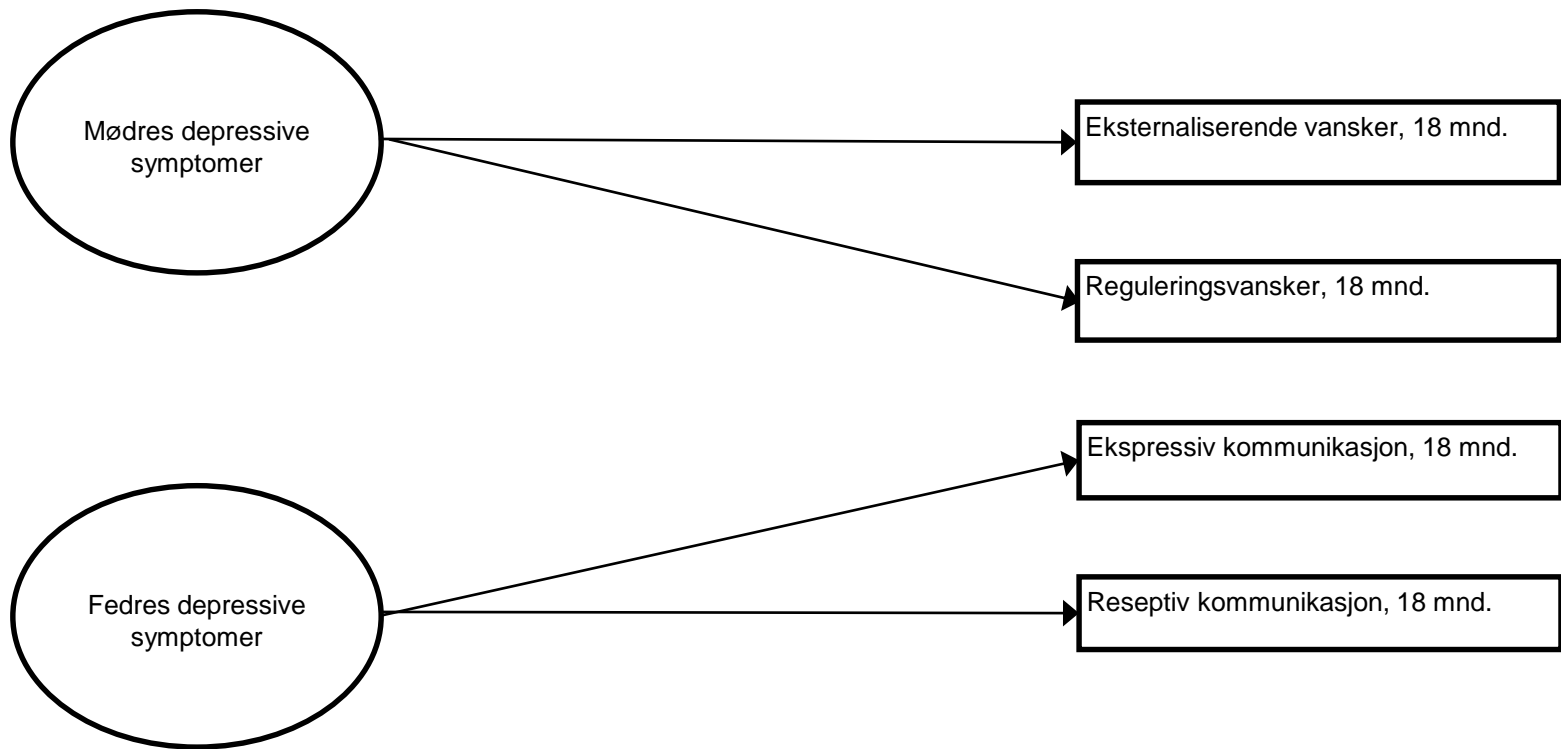 Mødres depressive
symptomer
Eksternaliserende vansker, 18 mnd.
Reguleringsvansker, 18 mnd.
Ekspressiv kommunikasjon, 18 mnd.
Fedres depressive
symptomer
Reseptiv kommunikasjon, 18 mnd.